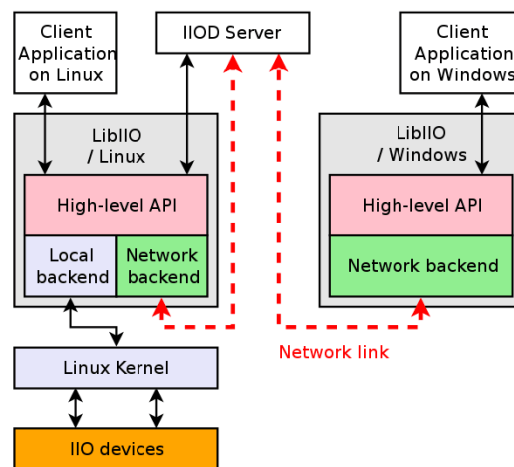 Client
Application
on Linux
IIOD Server
Client
Application
on Windows
LibIIO
/ Linux
LibIIO
/ Windows
High-level API
High-level API
Local
backend
Network
backend
Network backend
Network link
Linux Kernel
IIO devices